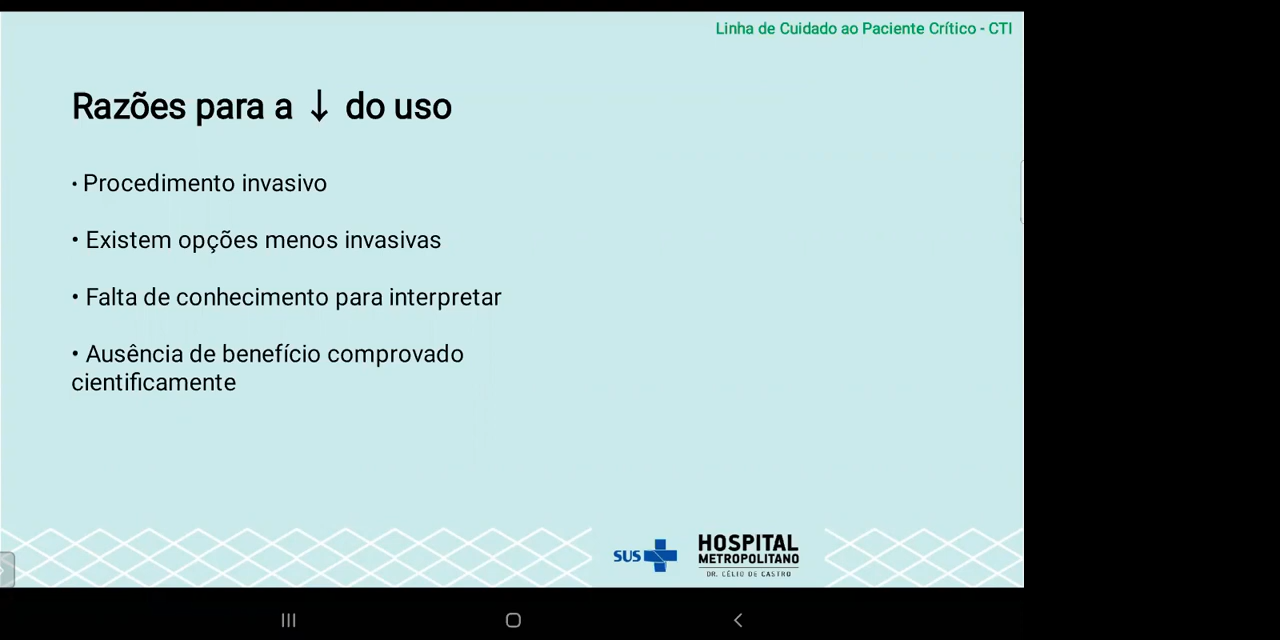 Linha de Cuidado ao Paciente Crítico - CTI
Razões para a ↓ do uso
• Procedimento invasivo
• Existem opções menos invasivas
• Falta de conhecimento para interpretar
• Ausência de benefício comprovado
cientificamente
SUS
HOSPITAL
METROPOLITANO
DR. CÉLIO DE CASTRO